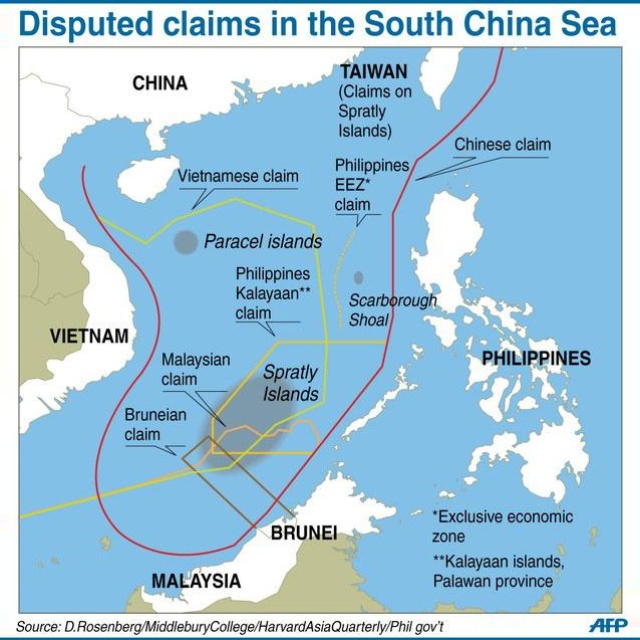 Disputed claims in the South China Sea
CHINA
TAIWAN
(Claims on
Spratly
Islands)
Chinese claim
Philippines
EEZ*
claim
Vietnamese claim
Paracel islands
Philippines
Kalayaan**
claim
Scarborough
Shoal
VIETNAM
PHILIPPINES
Malaysian
claim
Spratly
Islands
Bruneian
claim
BRUNEI
MALAYSIA
*Exclusive economic
zone
**Kalayaan islands,
Palawan province
Source: D.Rosenberg/MiddleburyCollege/HarvardAsiaQuarterly/Phil gov't
AFP